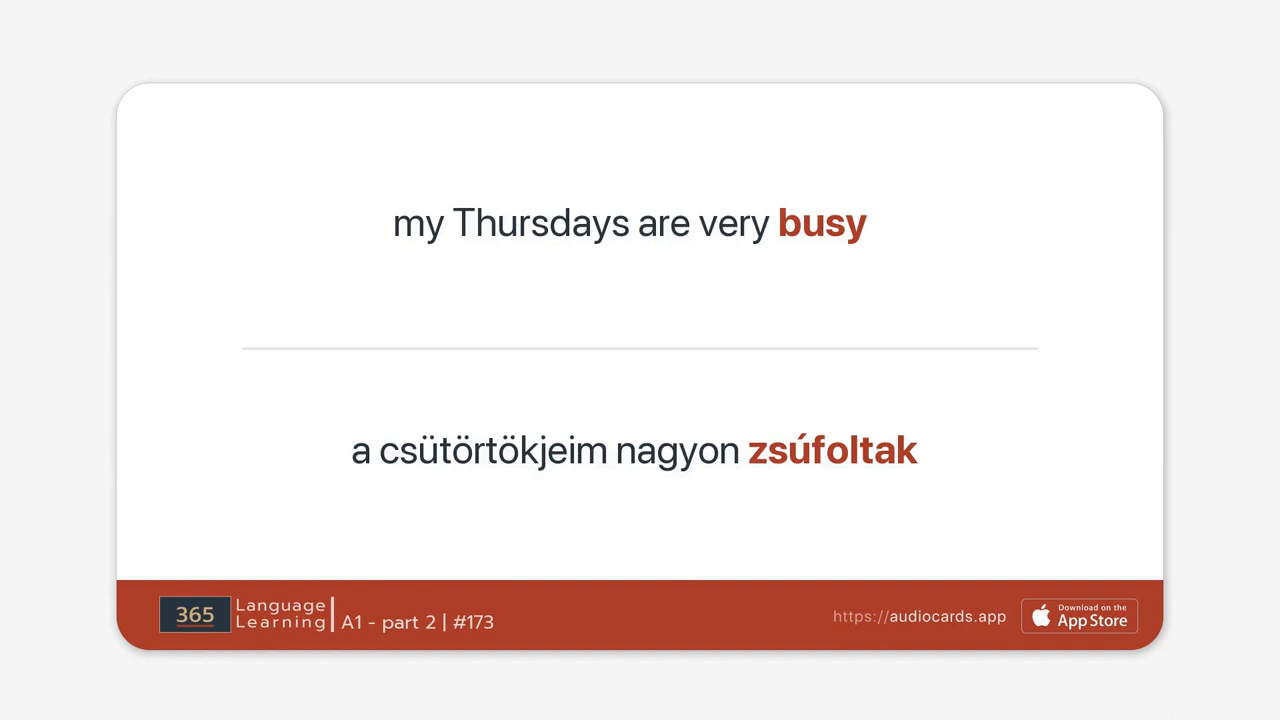 my Thursdays are very busy
a csütörtökjeim nagyon zsúfoltak
365
Language
Learning
A1 - part 2 | #173
https://audiocards.app
Download on the
App Store